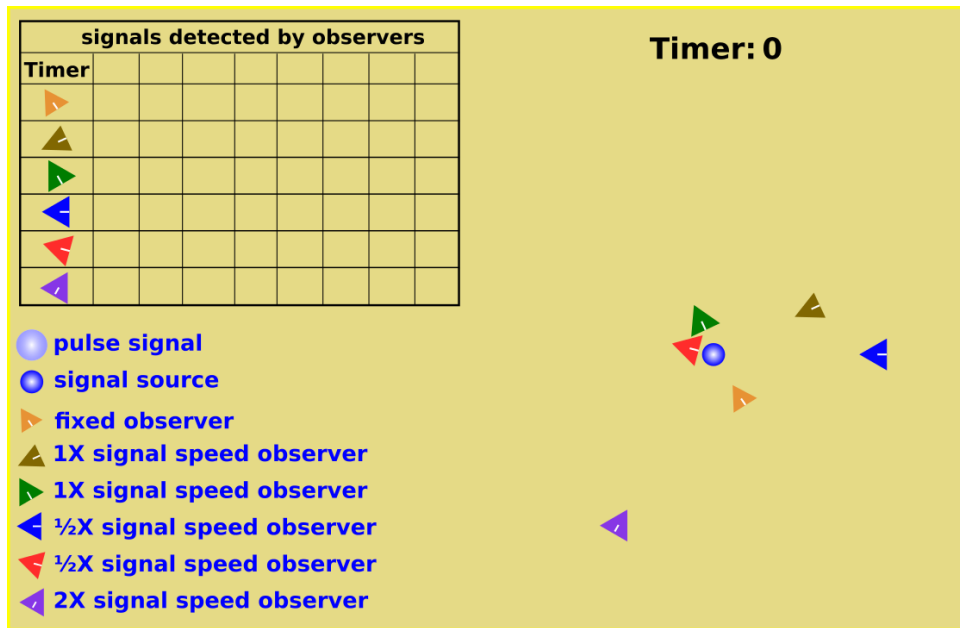 signals detected by observers
Timer: 0
Timer
pulse signal
signal source
fixed observer
1X signal speed observer
1X signal speed observer
½X signal speed observer
½X signal speed observer
2X signal speed observer